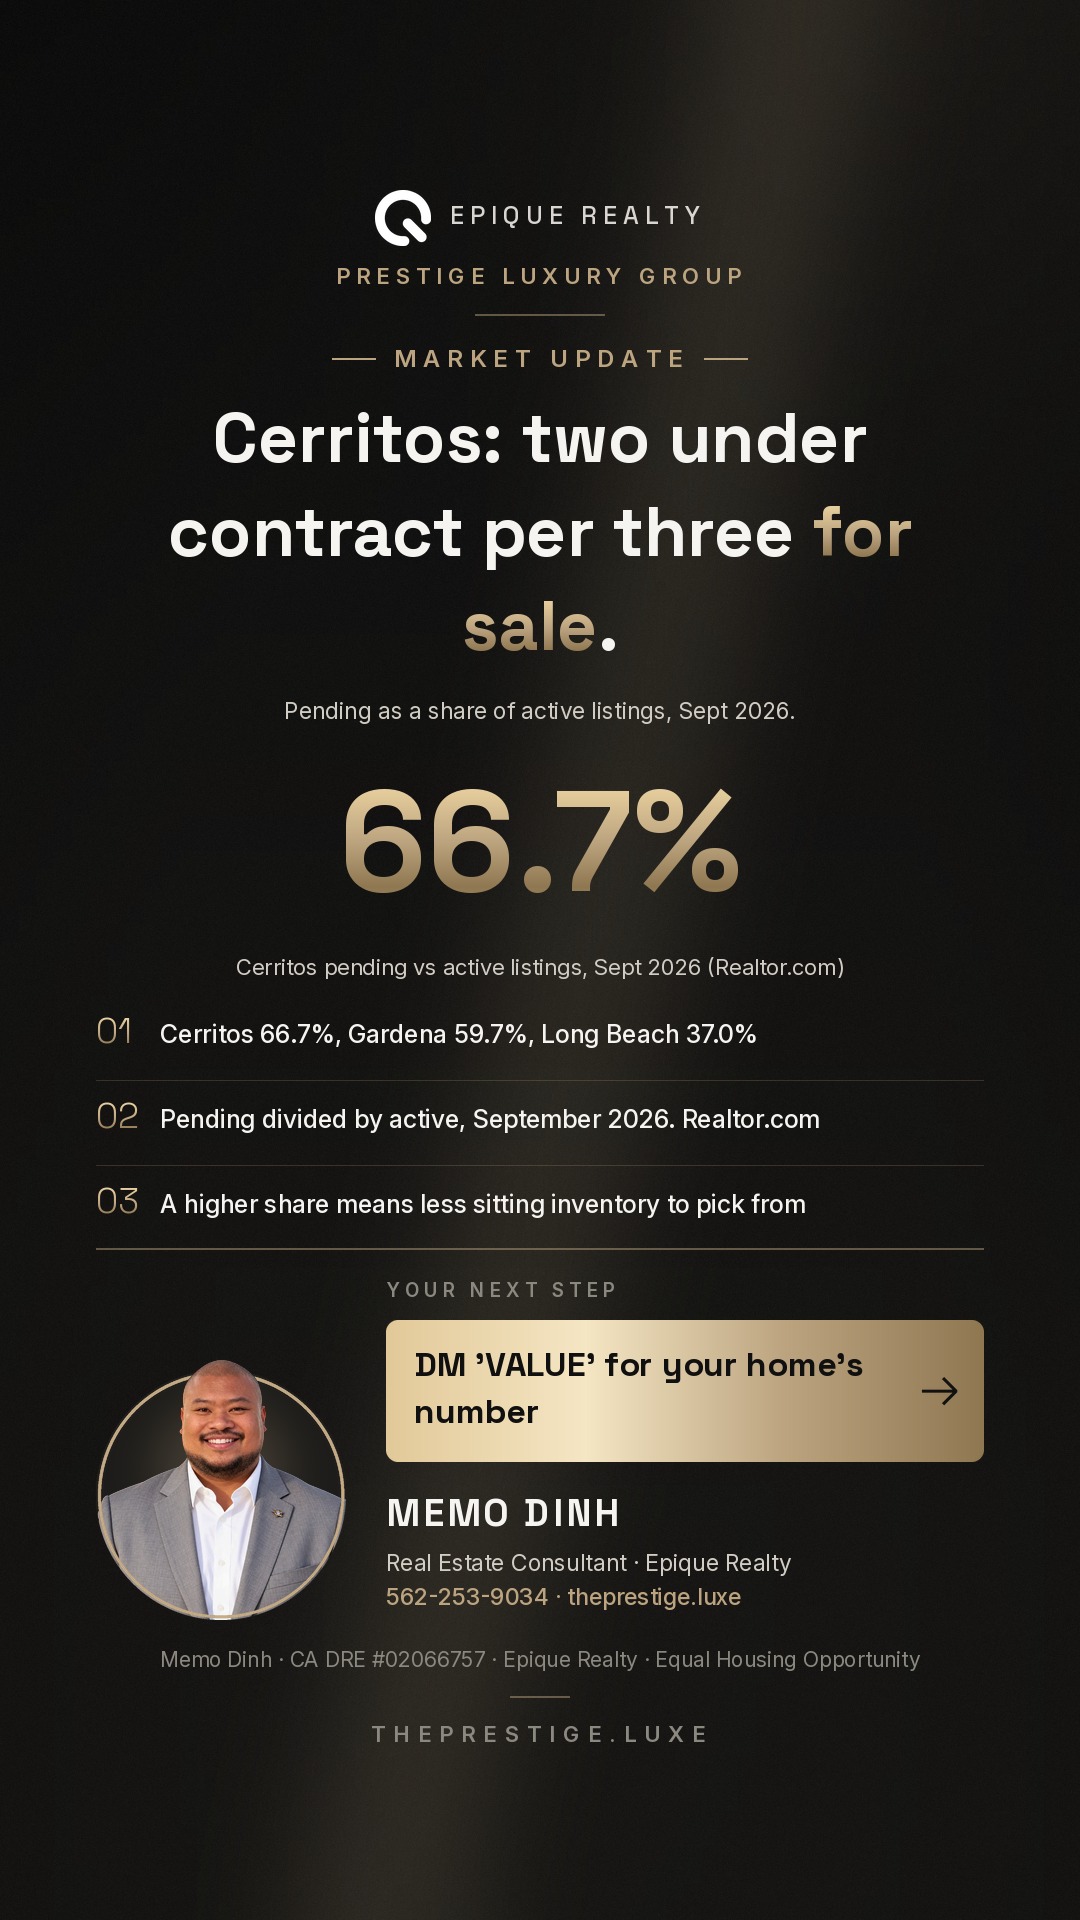 EPIQUE REALTY
PRESTIGE LUXURY GROUP
MARKET UPDATE
Cerritos: two under
contract per three for
sale.
Pending as a share of active listings, Sept 2026.
66.7%
Cerritos pending vs active listings, Sept 2026 (Realtor.com)
01 Cerritos 66.7%, Gardena 59.7%, Long Beach 37.0%
02 Pending divided by active, September 2026. Realtor.com
03 A higher share means less sitting inventory to pick from
YOUR NEXT STEP
DM ’VALUE’ for your home’s
number
MEMO DINH
Real Estate Consultant · Epique Realty
562-253-9034 · theprestige.luxe
Memo Dinh · CA DRE #02066757 · Epique Realty · Equal Housing Opportunity
THEPRESTIGE.LUXE